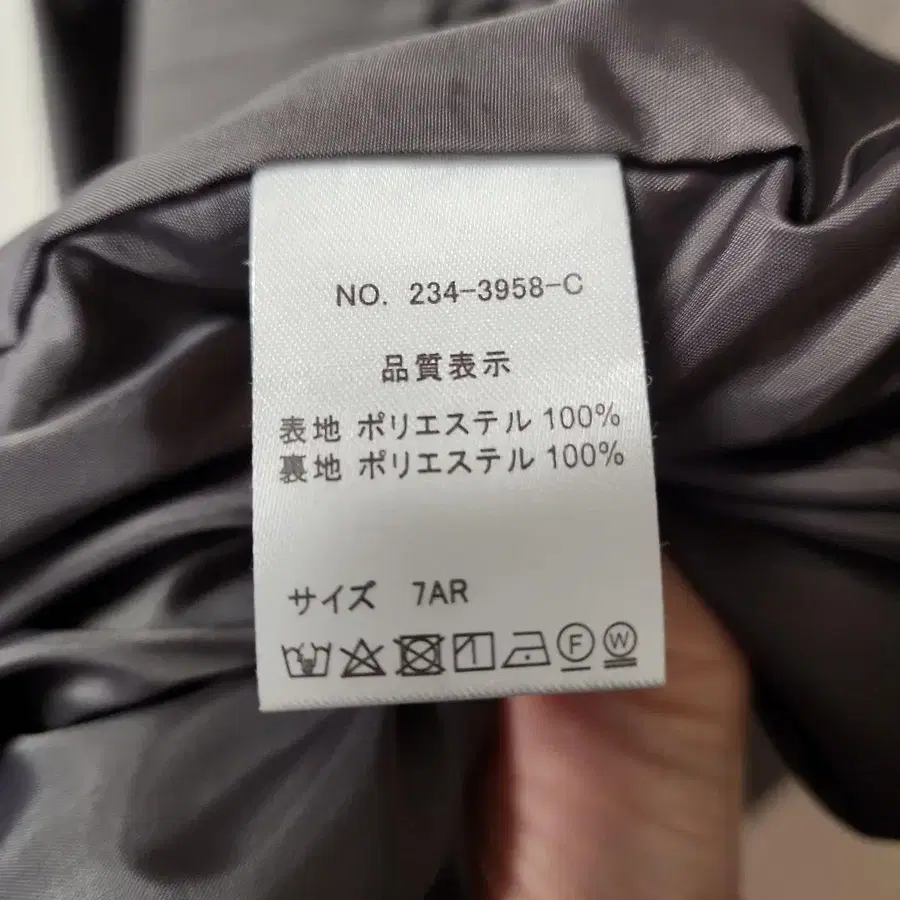 NO. 234-3958-C
品質表示
表地 ポリエステル 100%
裏地 ポリエステル 100%
サイズ 7AR
F W